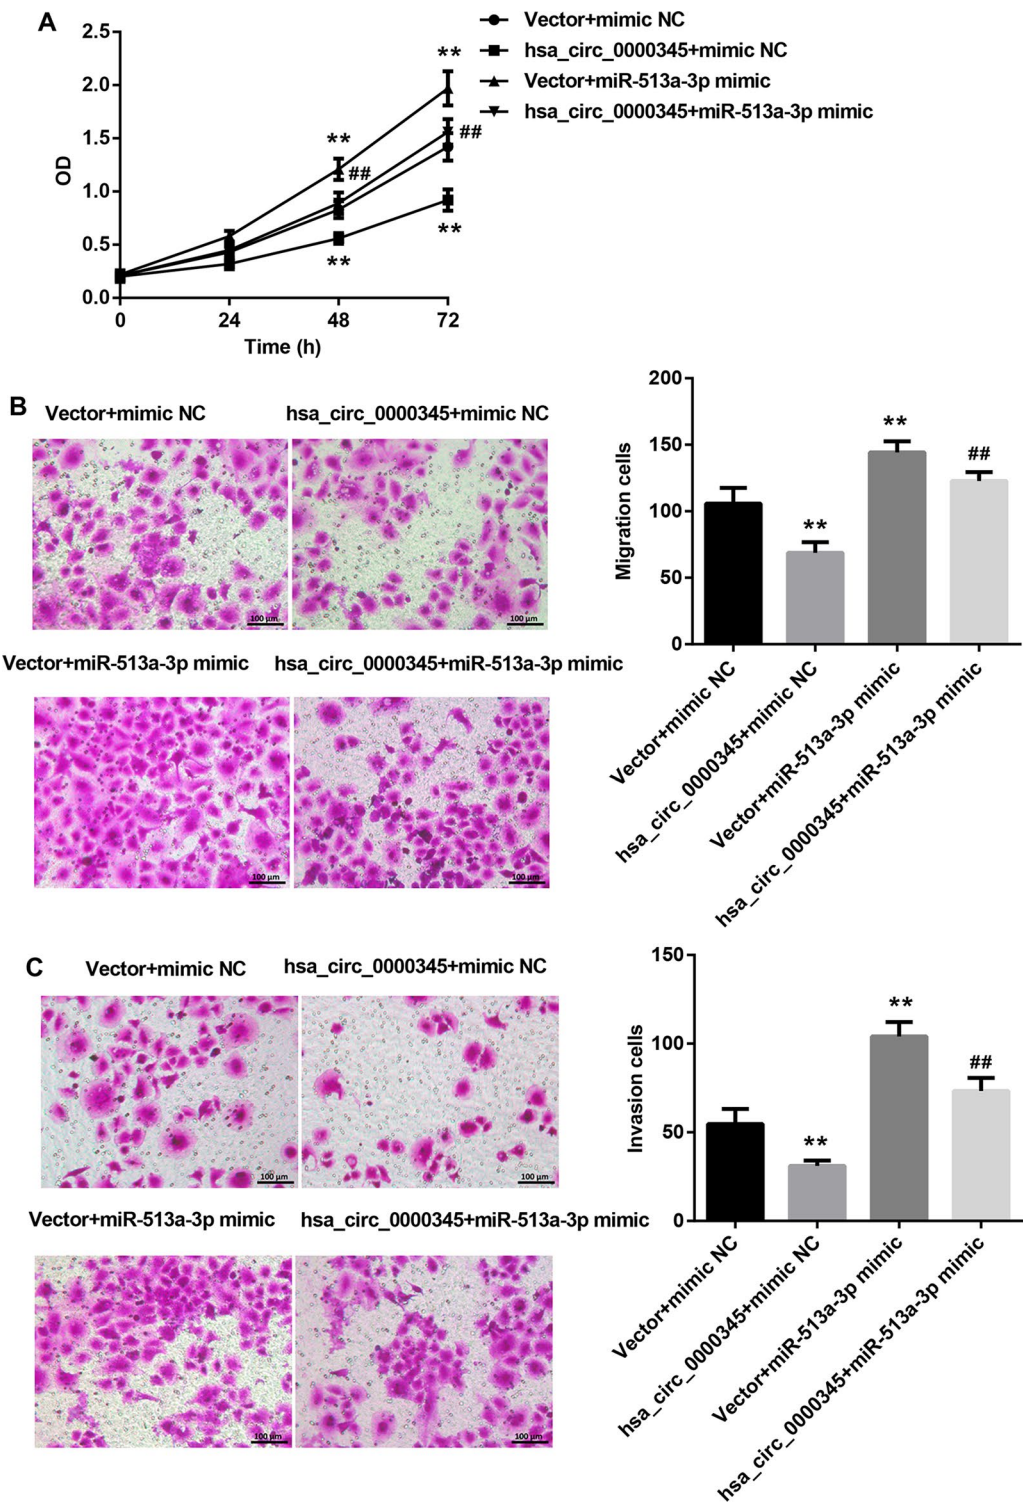 A
Vector+mimic NC
hsa_circ_0000345+mimic NC
Vector+miR-513a-3p mimic
hsa_circ_0000345+miR-513a-3p mimic
2.5
2.0
1.5
1.0
0.5
0.0
OD
**
**
##
##
**
**
0 24 48 72
Time (h)
B
Vector+mimic NC hsa_circ_0000345+mimic NC
100 µm 100 µm
Vector+miR-513a-3p mimic hsa_circ_0000345+miR-513a-3p mimic
100 µm 100 µm
200
150
100
50
0
Migration cells
**
**
##
Vector+mimic NC
hsa_circ_0000345+mimic NC
Vector+miR-513a-3p mimic
hsa_circ_0000345+miR-513a-3p mimic
C
Vector+mimic NC hsa_circ_0000345+mimic NC
100 µm 100 µm
Vector+miR-513a-3p mimic hsa_circ_0000345+miR-513a-3p mimic
100 µm 100 µm
150
100
50
0
Invasion cells
**
**
##
Vector+mimic NC
hsa_circ_0000345+mimic NC
Vector+miR-513a-3p mimic
hsa_circ_0000345+miR-513a-3p mimic